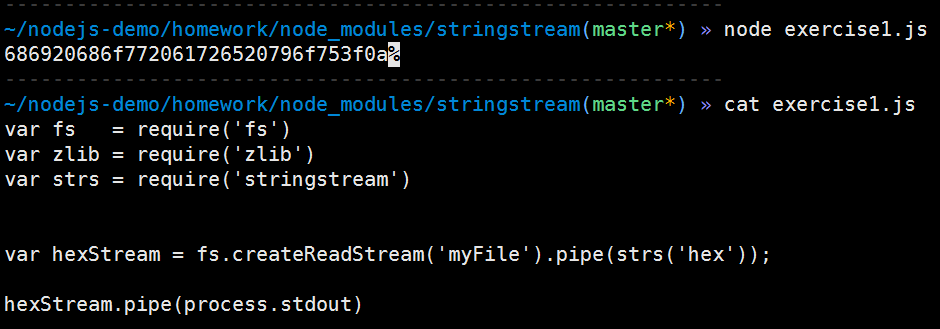 ------------------------------------------------------------
~/nodejs-demo/homework/node_modules/stringstream(master*) » node exercise1.js
686920686f772061726520796f753f0a%
------------------------------------------------------------
~/nodejs-demo/homework/node_modules/stringstream(master*) » cat exercise1.js
var fs   = require('fs')
var zlib = require('zlib')
var strs = require('stringstream')
var hexStream = fs.createReadStream('myFile').pipe(strs('hex'));
hexStream.pipe(process.stdout)